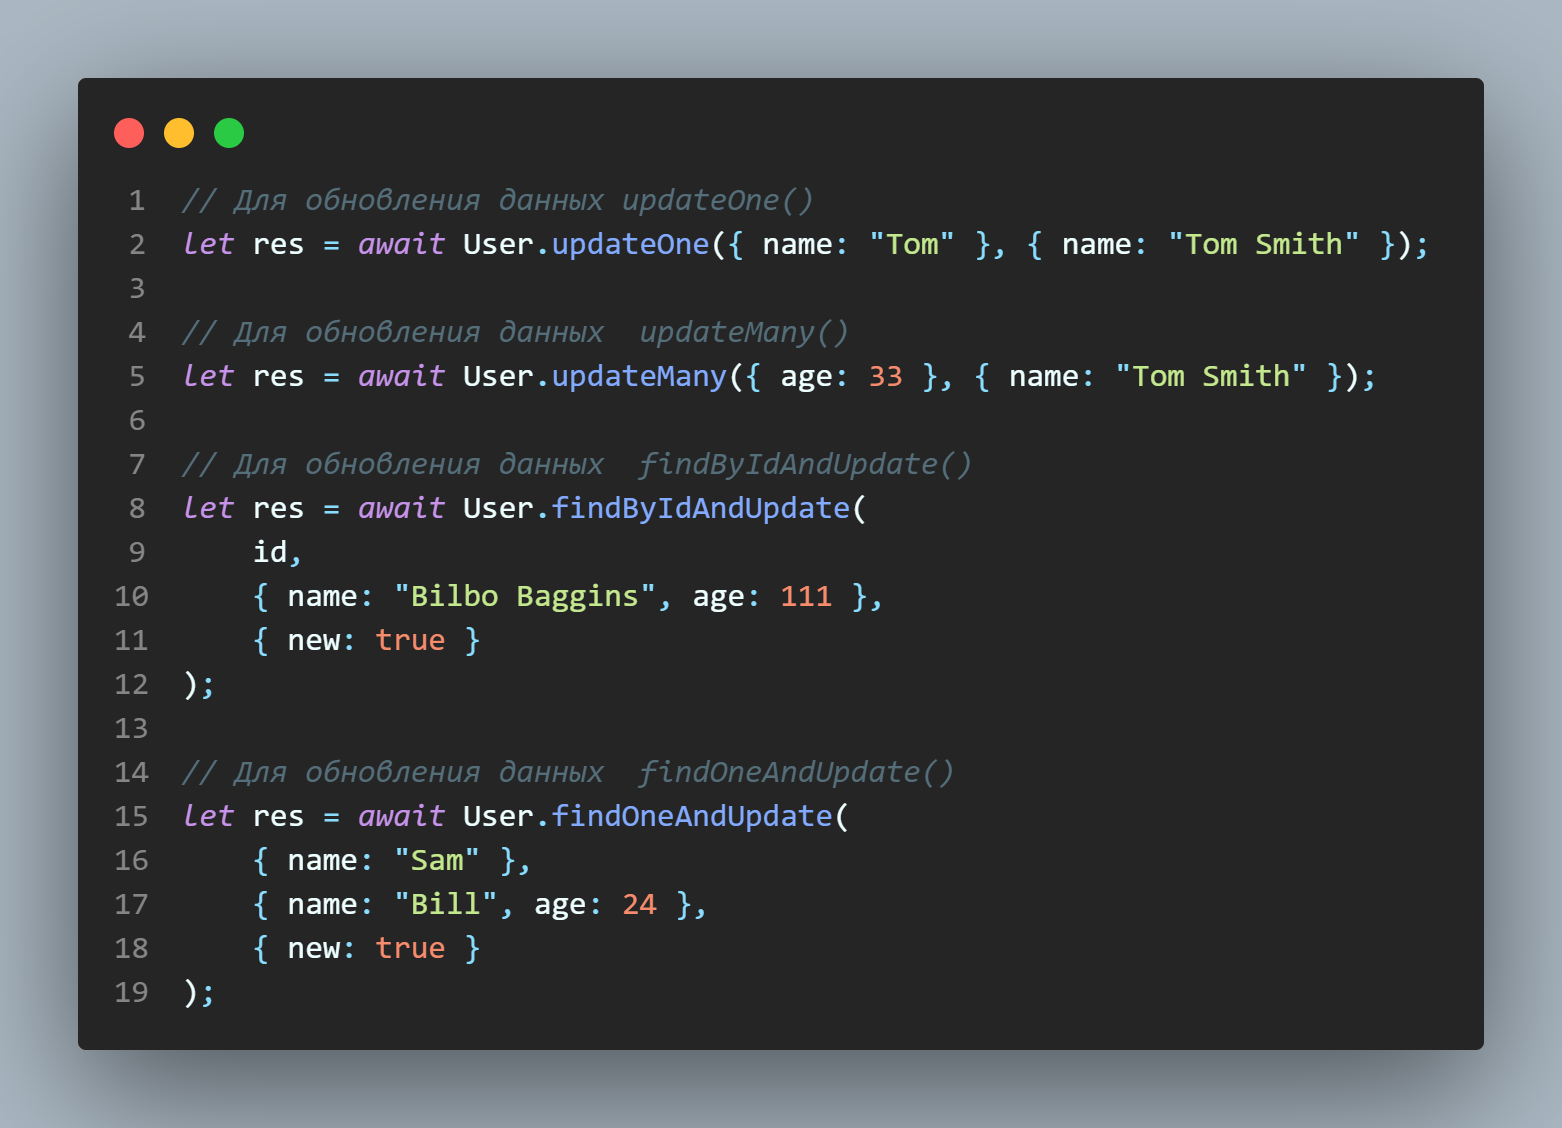 1 // Для обновления данных updateOne()
2 let res = await User.updateOne({ name: "Tom" }, { name: "Tom Smith" });
3
4 // Для обновления данных  updateMany()
5 let res = await User.updateMany({ age: 33 }, { name: "Tom Smith" });
6
7 // Для обновления данных  findByIdAndUpdate()
8 let res = await User.findByIdAndUpdate(
9     id,
10     { name: "Bilbo Baggins", age: 111 },
11     { new: true }
12 );
13
14 // Для обновления данных  findOneAndUpdate()
15 let res = await User.findOneAndUpdate(
16     { name: "Sam" },
17     { name: "Bill", age: 24 },
18     { new: true }
19 );